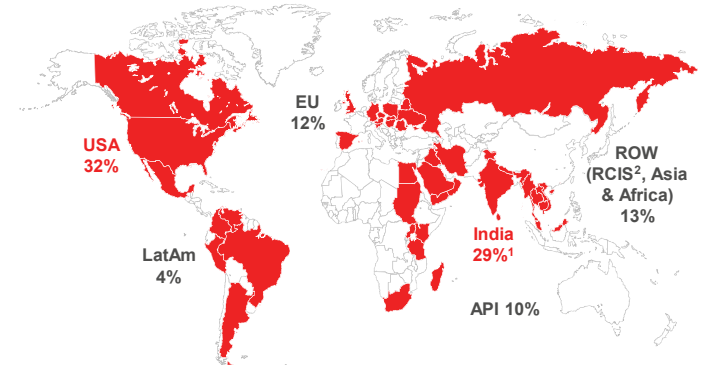 EU
12%
USA
32%
ROW
(RCIS², Asia
& Africa)
13%
India
29%¹
LatAm
4%
API 10%